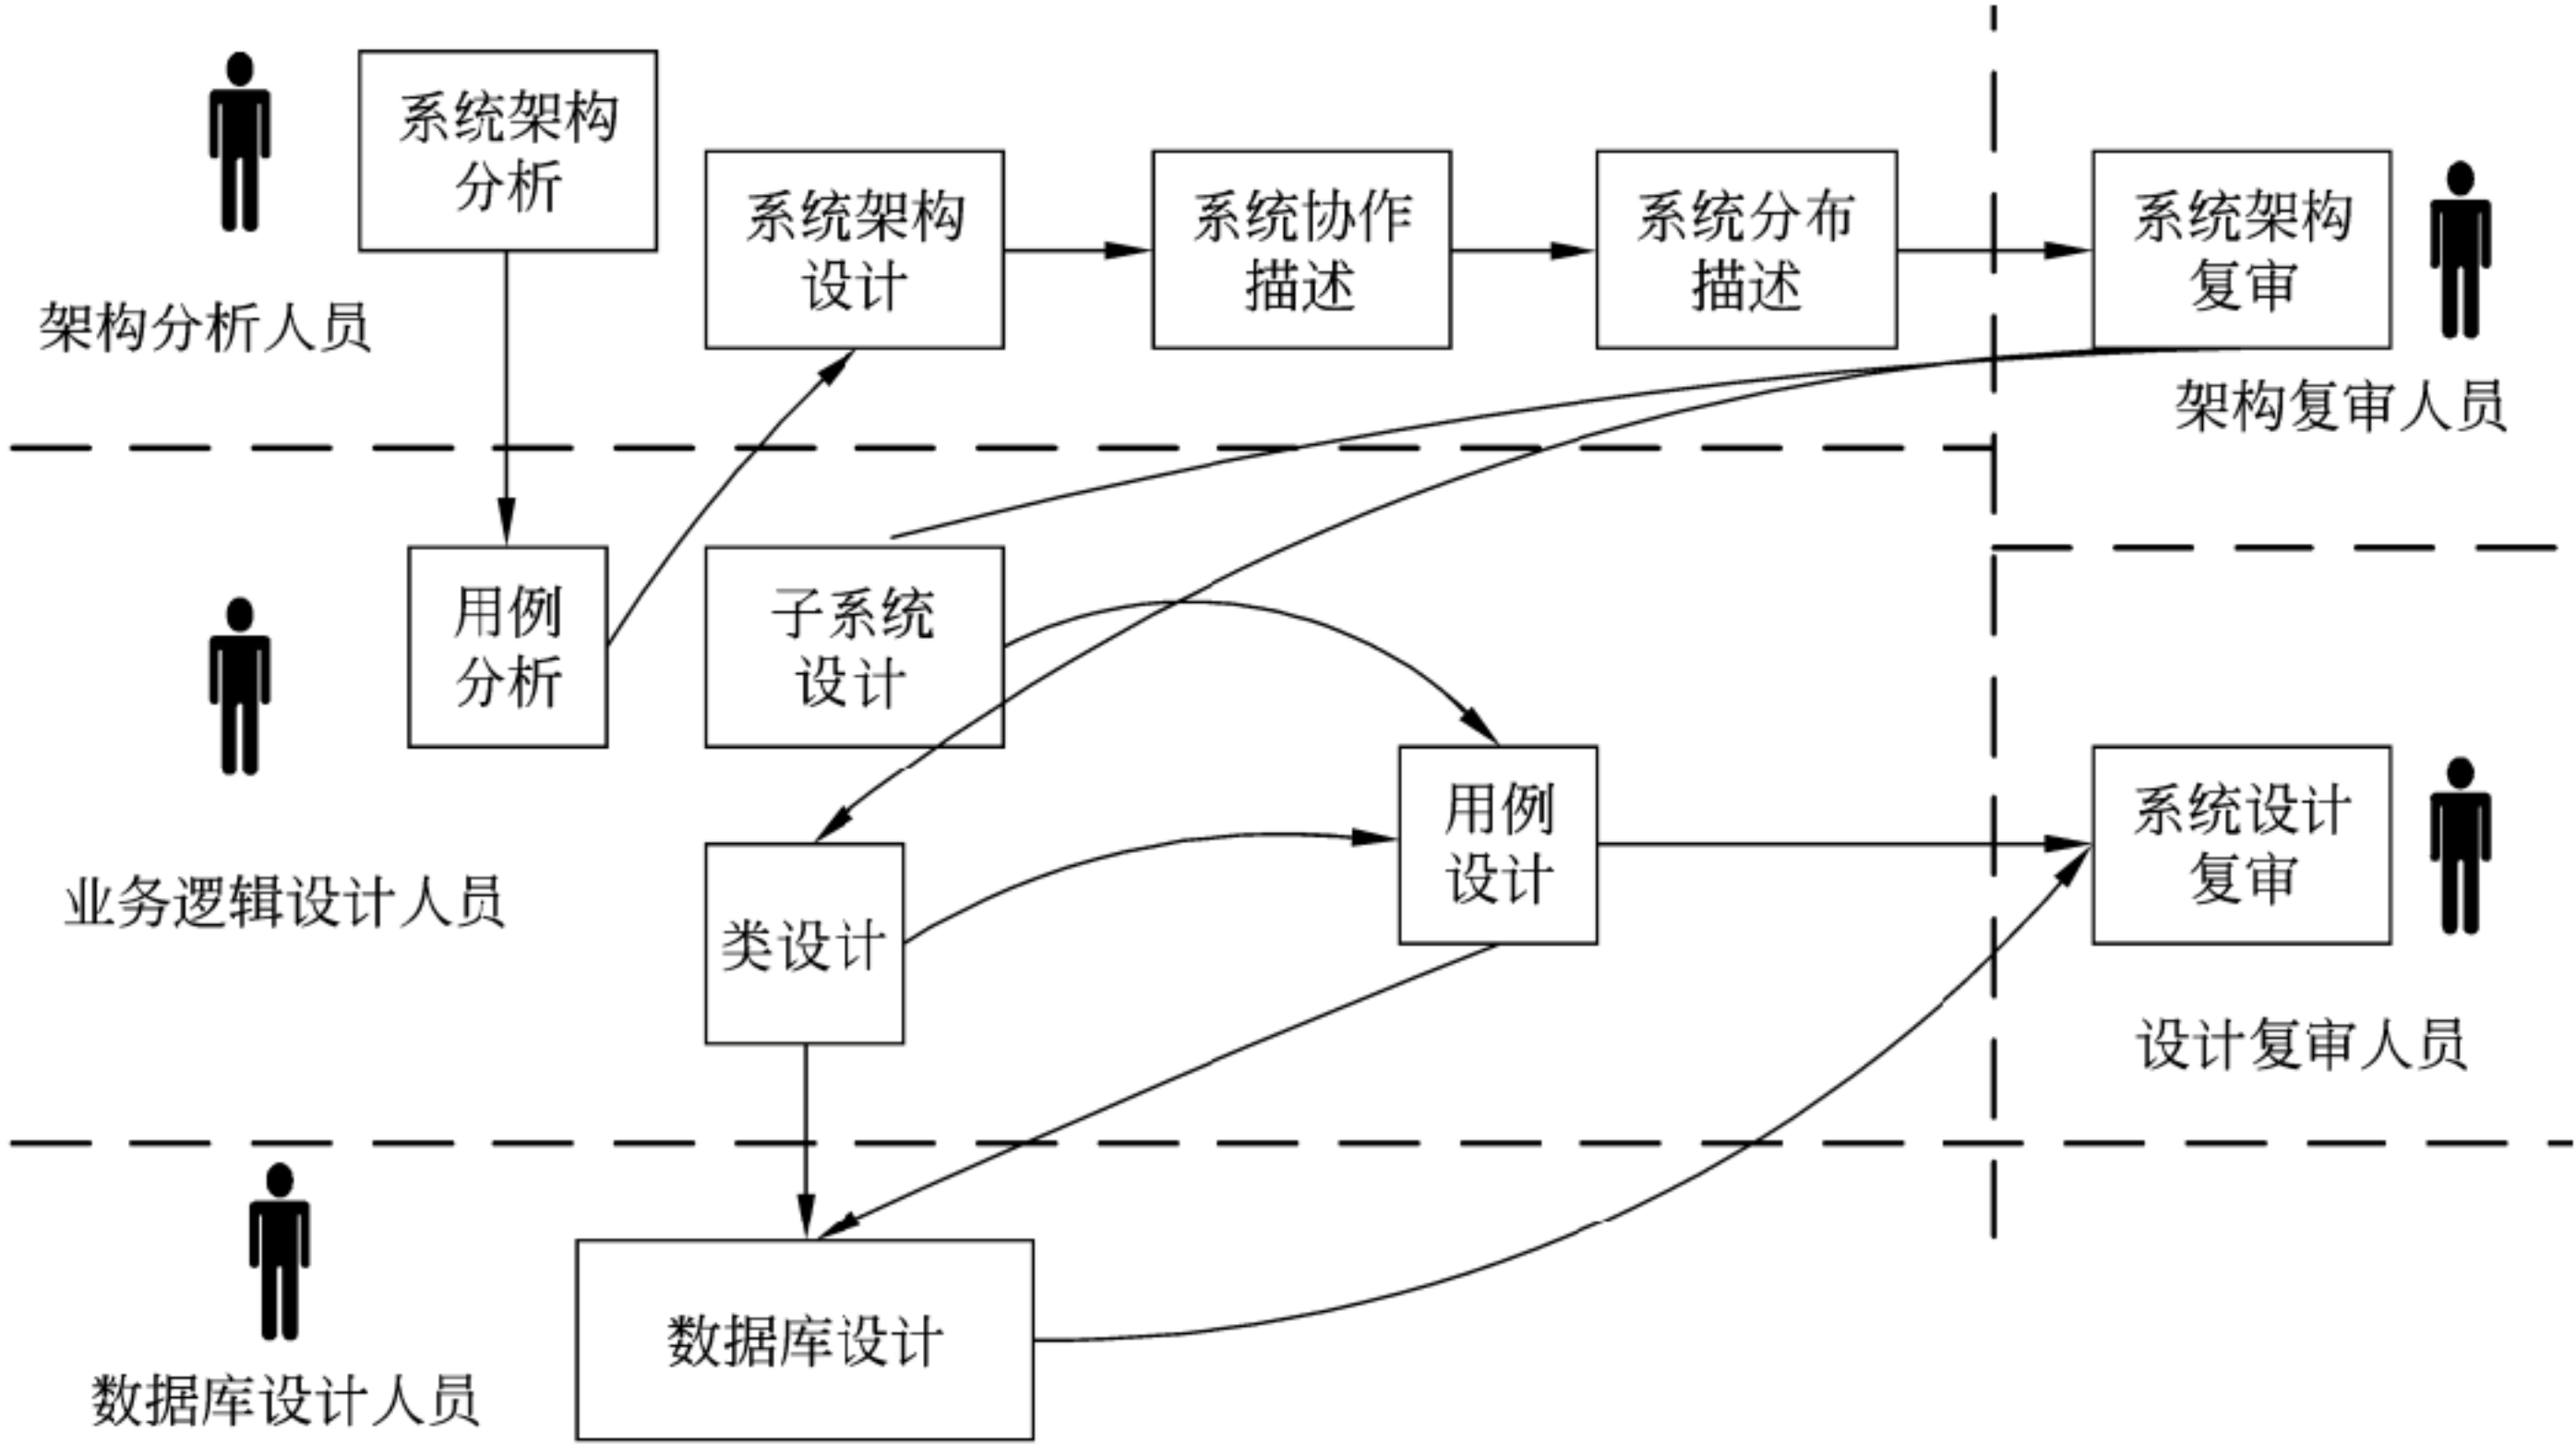 系统架构
分析
架构分析人员
系统架构
设计
系统协作
描述
系统分布
描述
系统架构
复审
架构复审人员
用例
分析
子系统
设计
业务逻辑设计人员
类设计
用例
设计
系统设计
复审
设计复审人员
数据库设计
数据库设计人员